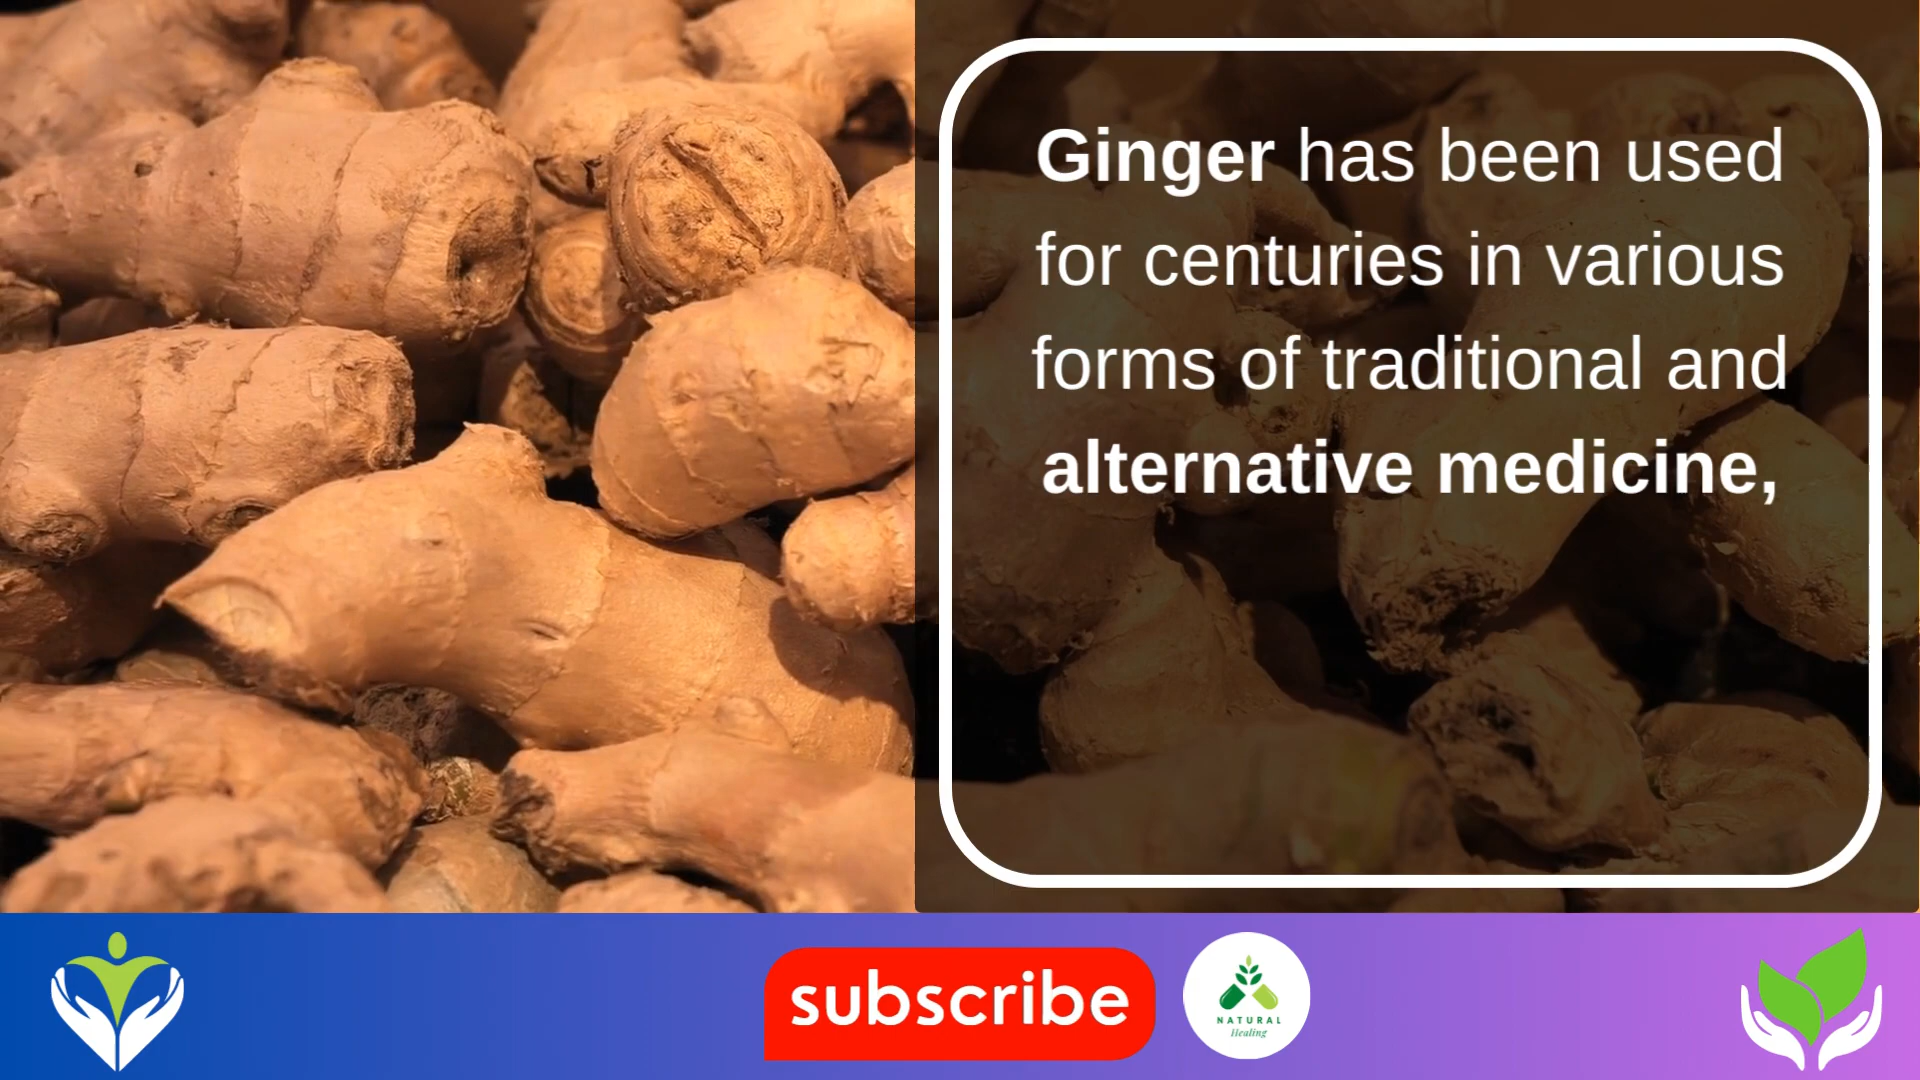 Ginger has been used
for centuries in various
forms of traditional and
alternative medicine,
subscribe
NATURAL
Healing